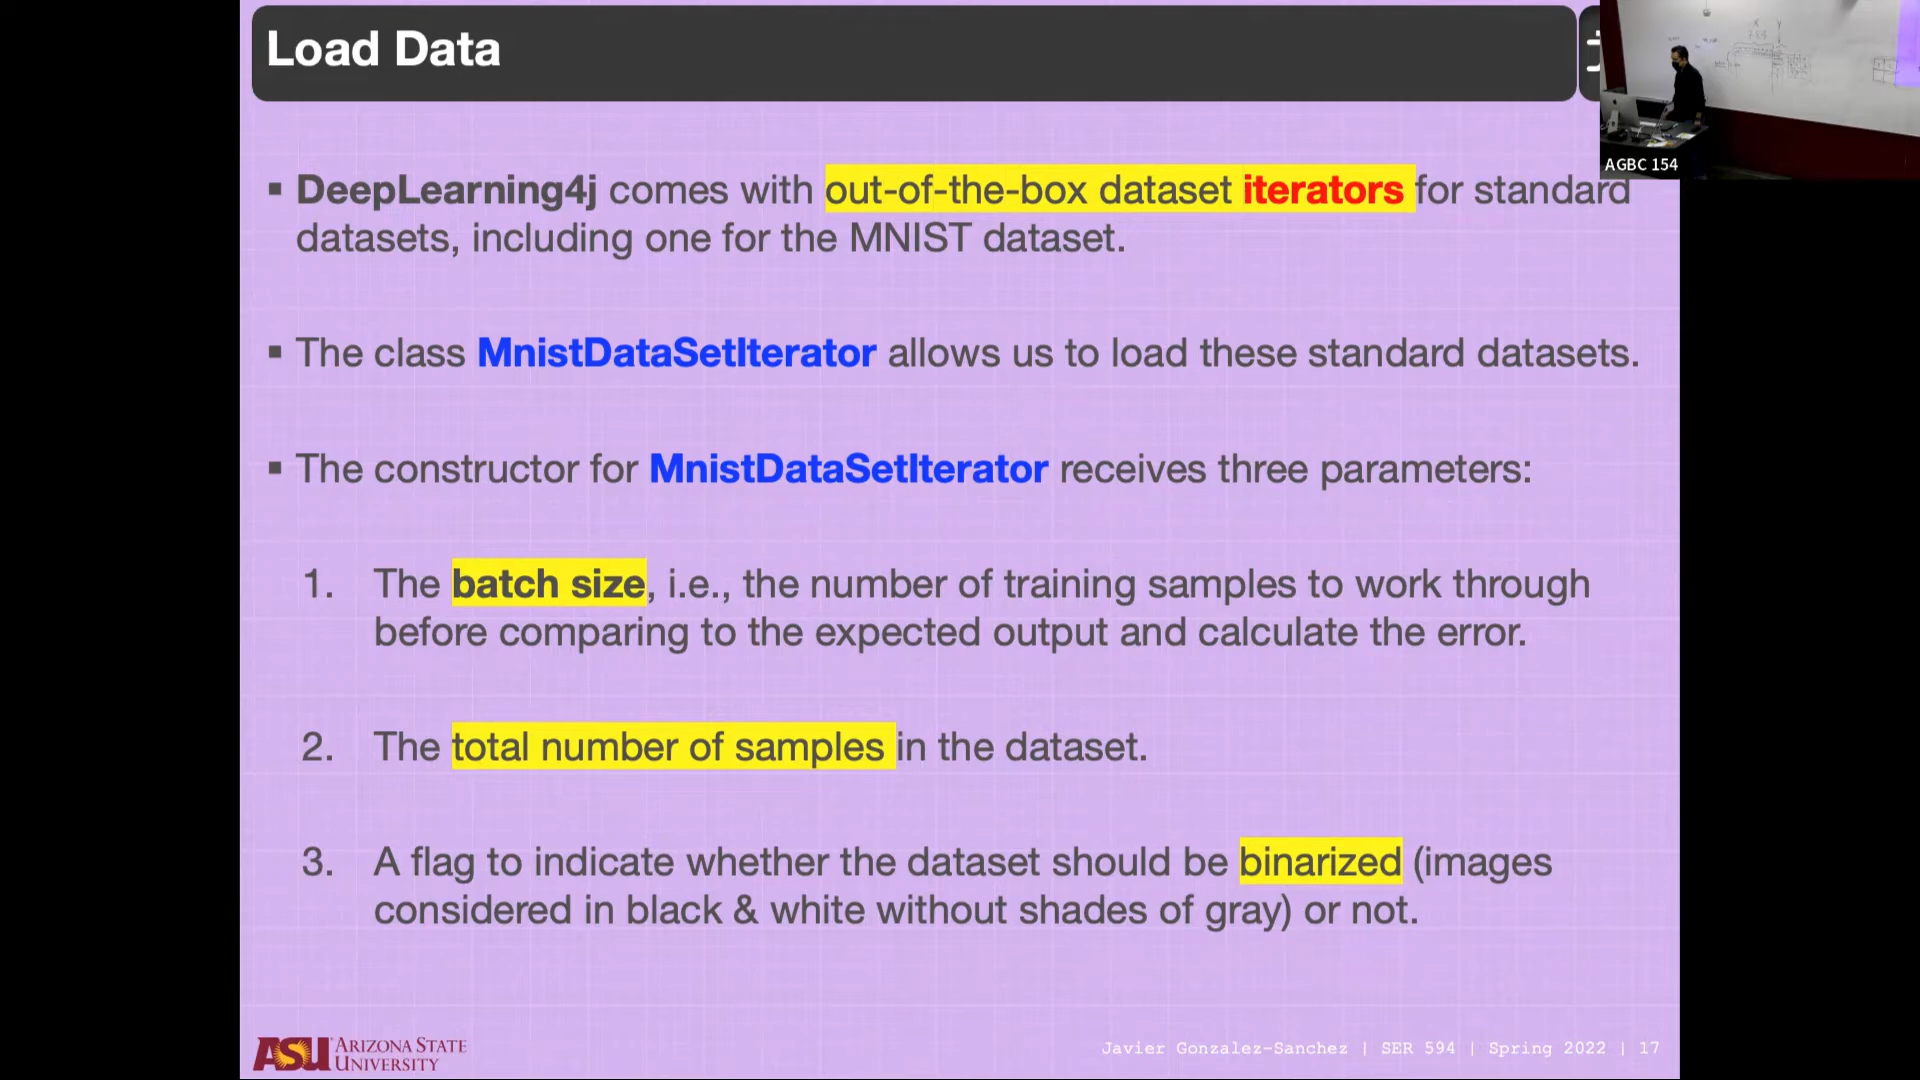 Load Data
AGBC 154
▪ DeepLearning4j comes with out-of-the-box dataset iterators for standard
datasets, including one for the MNIST dataset.
▪ The class MnistDataSetIterator allows us to load these standard datasets.
▪ The constructor for MnistDataSetIterator receives three parameters:
1. The batch size, i.e., the number of training samples to work through
before comparing to the expected output and calculate the error.
2. The total number of samples in the dataset.
3. A flag to indicate whether the dataset should be binarized (images
considered in black & white without shades of gray) or not.
ASU ARIZONA STATE
UNIVERSITY
Javier Gonzalez-Sanchez | SER 594 | Spring 2022 | 17